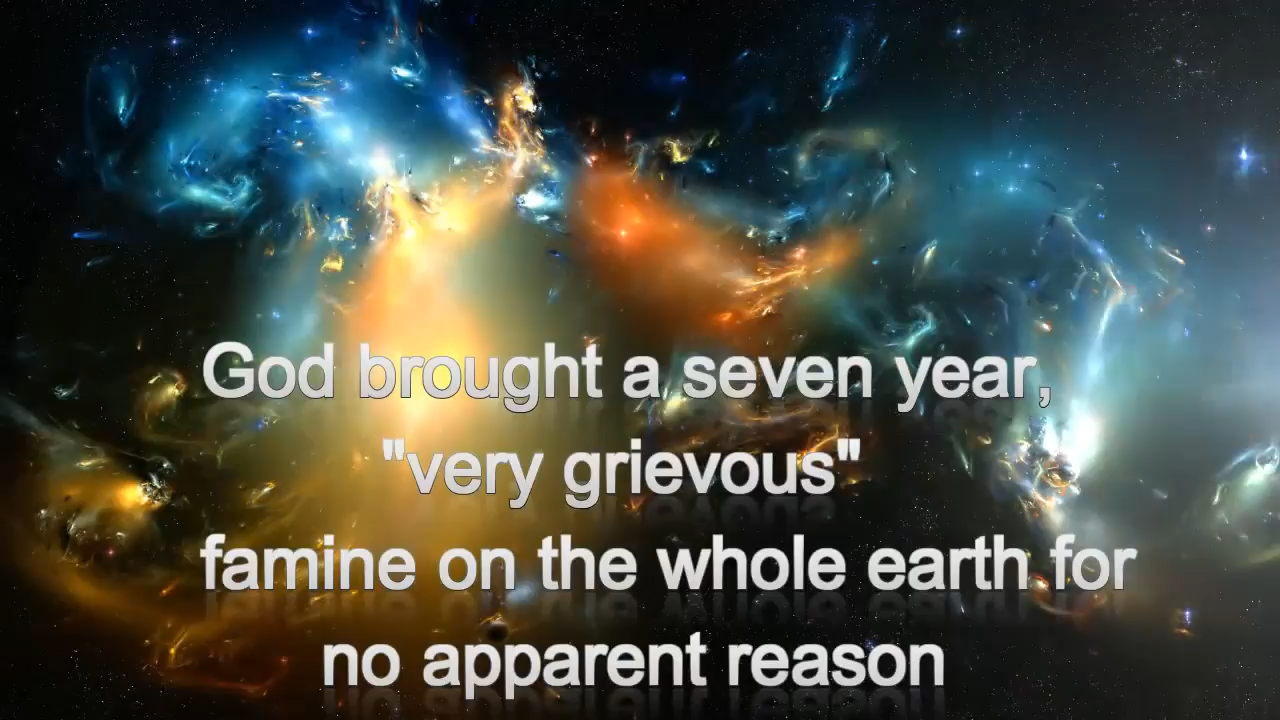 God brought a seven year,
"very grievous"
famine on the whole earth for
no apparent reason